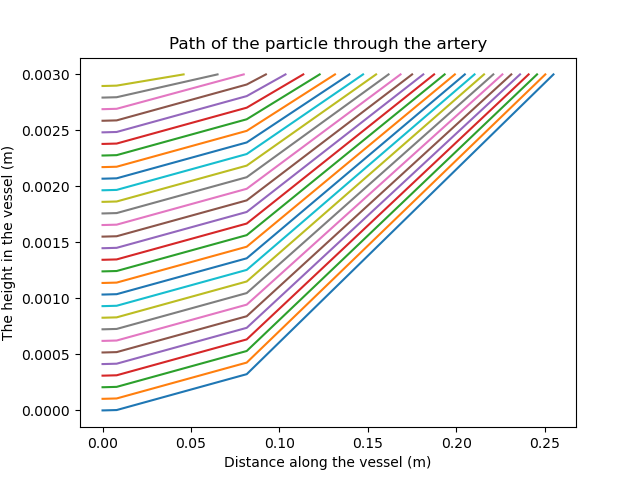 Path of the particle through the artery
The height in the vessel (m)
0.0030
0.0025
0.0020
0.0015
0.0010
0.0005
0.0000
0.00 0.05 0.10 0.15 0.20 0.25
Distance along the vessel (m)